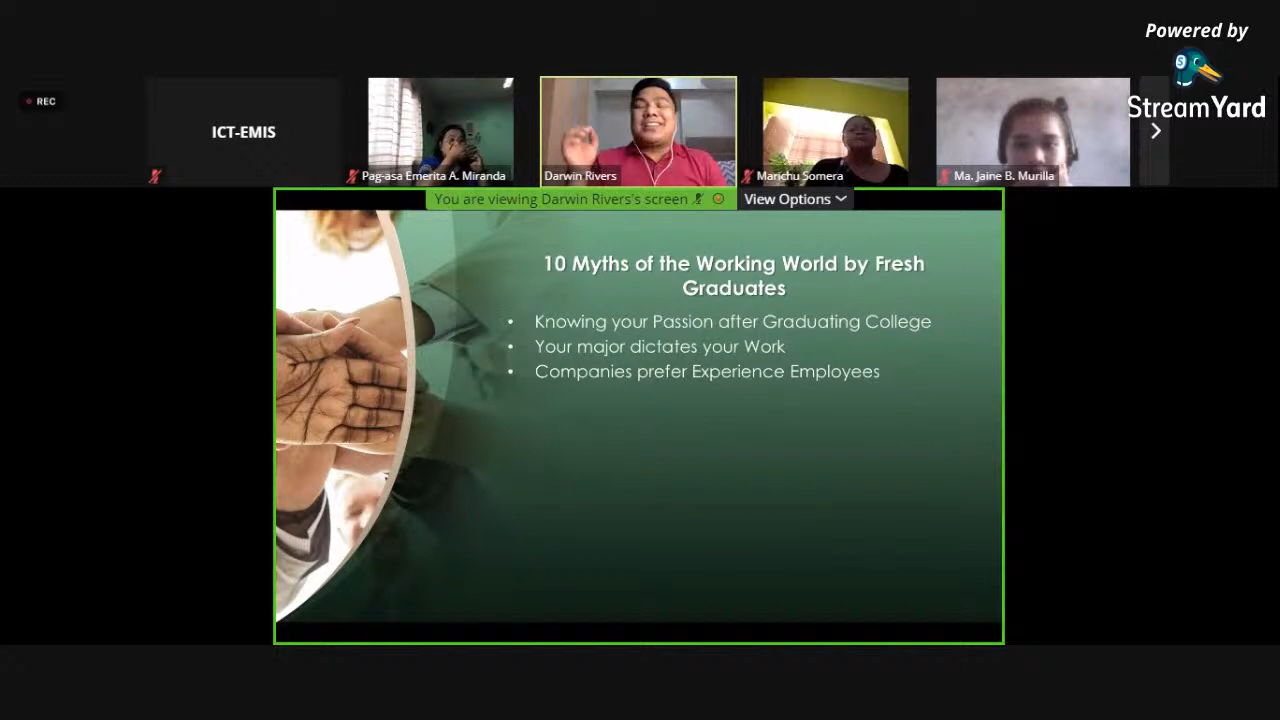 Powered by
StreamYard
REC
ICT-EMIS
Pag-asa Emerita A. Miranda
Darwin Rivers
Marichu Somera
Ma. Jaine B. Murilla
You are viewing Darwin Rivers's screen
View Options
10 Myths of the Working World by Fresh
Graduates
• Knowing your Passion after Graduating College
• Your major dictates your Work
• Companies prefer Experience Employees